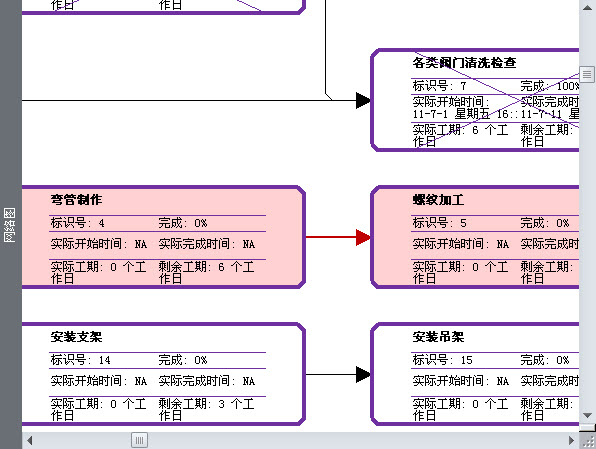 作日 作日
各类阀门清洗检查
标识号: 7 完成: 100%
实际开始时间: 实际完成时
11-7-1 星期五 16: 11-7-11 星期
实际工期: 6 个工 剩余工期:
作日 作日
网络图
弯管制作
标识号: 4 完成: 0%
实际开始时间: NA 实际完成时间: NA
实际工期: 0 个工 剩余工期: 6 个工
作日 作日
螺纹加工
标识号: 5 完成: 0%
实际开始时间: NA 实际完成时
实际工期: 0 个工 剩余工期:
作日 作日
安装支架
标识号: 14 完成: 0%
实际开始时间: NA 实际完成时间: NA
实际工期: 0 个工 剩余工期: 3 个工
作日 作日
安装吊架
标识号: 15 完成: 0%
实际开始时间: NA 实际完成时
实际工期: 0 个工 剩余工期:
作日 作日